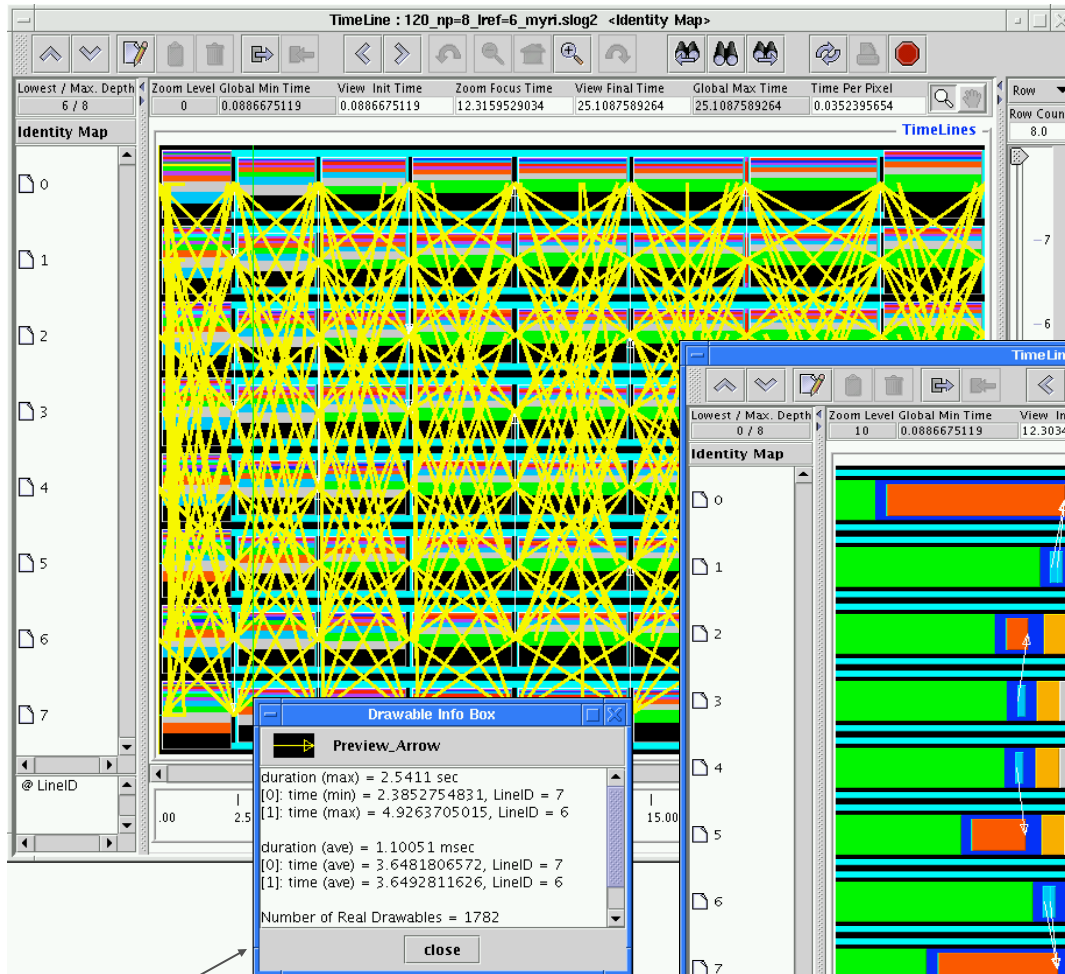 TimeLine : 120_np=8_lref=6_myri.slog2 <Identity Map>
Lowest / Max. Depth
6 / 8
Zoom Level
0
Global Min Time
0.0886675119
View Init Time
0.0886675119
Zoom Focus Time
12.3159529034
View Final Time
25.1087589264
Global Max Time
25.1087589264
Time Per Pixel
0.0352395654
Row
Row Coun
8.0
Identity Map
TimeLines
0
1
2
3
4
5
6
7
7
6
@ LineID
.00
2.5
15.00
TimeLin
Lowest / Max. Depth
0 / 8
Zoom Level
10
Global Min Time
0.0886675119
View In
12.3034
Identity Map
0
1
2
3
4
5
6
7
Drawable Info Box
Preview_Arrow
duration (max) = 2.5411 sec
[0]: time (min) = 2.3852754831, LineID = 7
[1]: time (max) = 4.9263705015, LineID = 6
duration (ave) = 1.10051 msec
[0]: time (ave) = 3.6481806572, LineID = 7
[1]: time (ave) = 3.6492811626, LineID = 6
Number of Real Drawables = 1782
close